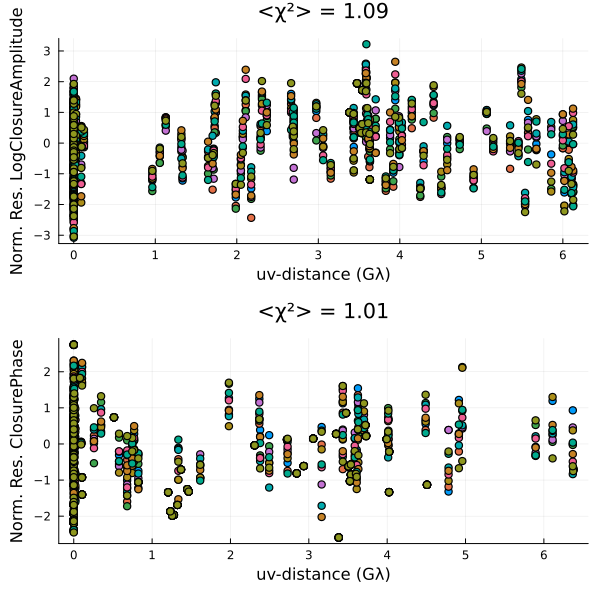 <χ²> = 1.09
Norm. Res. LogClosureAmplitude
3
2
1
0
−1
−2
−3
0 1 2 3 4 5 6
uv-distance (Gλ)
<χ²> = 1.01
Norm. Res. ClosurePhase
2
1
0
−1
−2
0 1 2 3 4 5 6
uv-distance (Gλ)